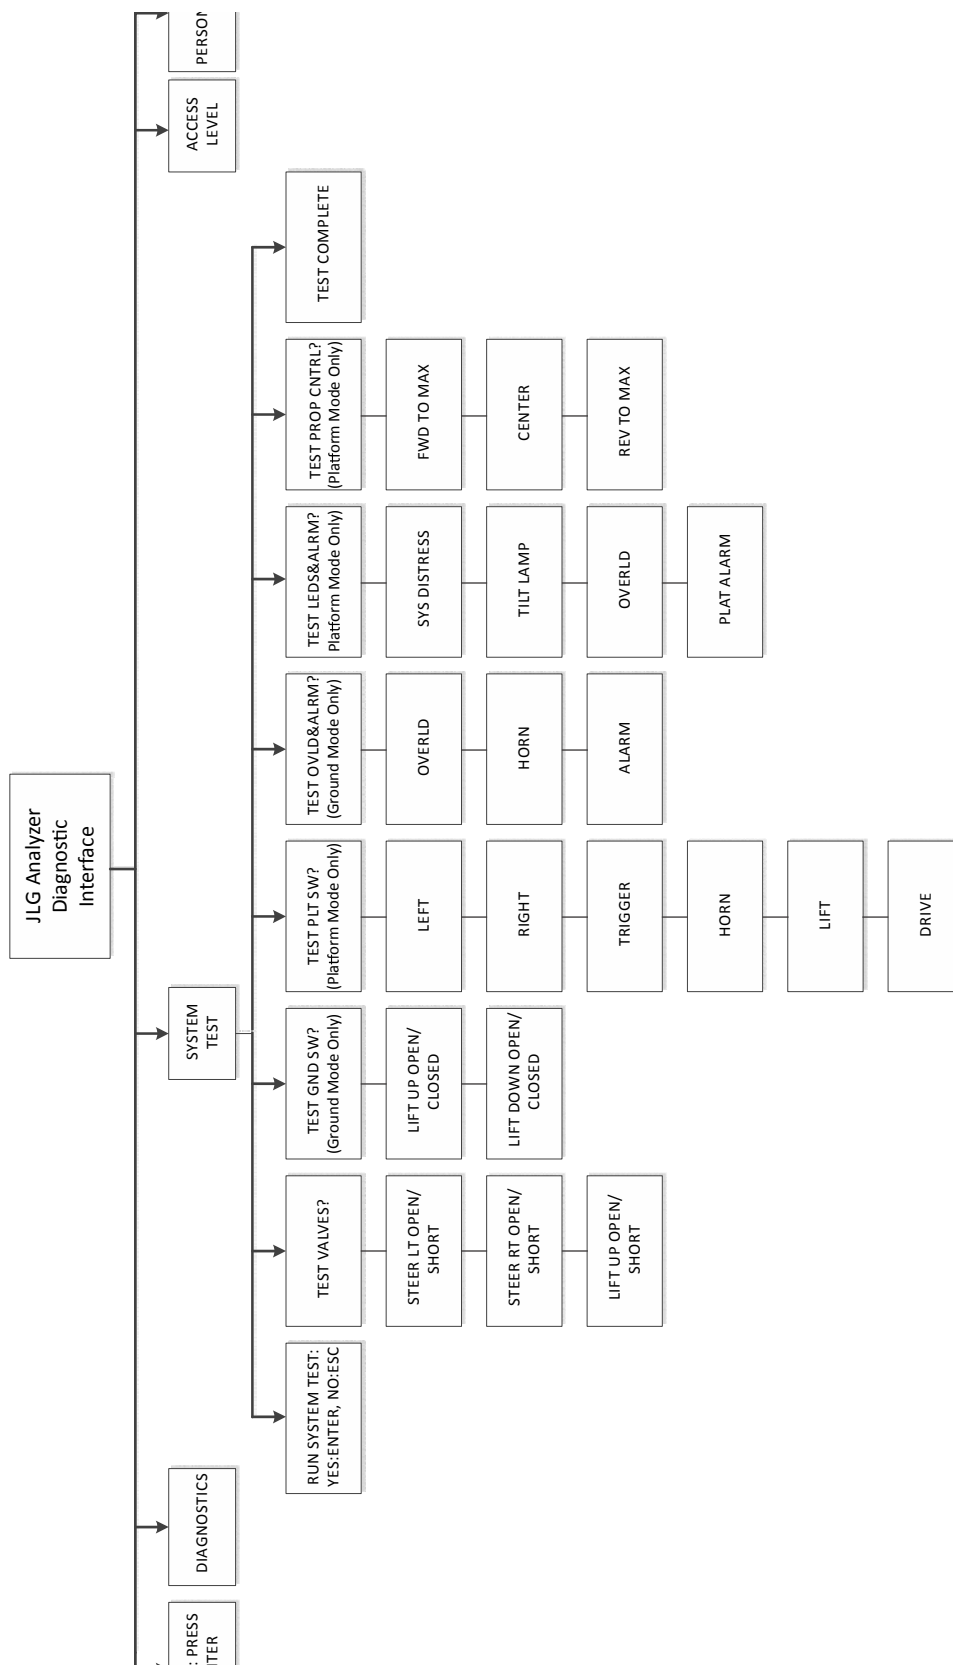 JLG Analyzer
Diagnostic
Interface
: PRESS
DIAGNOSTICS
SYSTEM
TEST
ACCESS
LEVEL
PERSON
RUN SYSTEM TEST:
YES:ENTER, NO:ESC
TEST VALVES?
STEER LT OPEN/
SHORT
STEER RT OPEN/
SHORT
LIFT UP OPEN/
SHORT
TEST GND SW?
(Ground Mode Only)
LIFT UP OPEN/
CLOSED
LIFT DOWN OPEN/
CLOSED
TEST PLT SW?
(Platform Mode Only)
LEFT
RIGHT
TRIGGER
HORN
LIFT
DRIVE
TEST OVLD&ALRM?
(Ground Mode Only)
OVERLD
HORN
ALARM
TEST LEDS&ALRM?
Platform Mode Only)
SYS DISTRESS
TILT LAMP
OVERLD
PLAT ALARM
TEST PROP CNTRL?
(Platform Mode Only)
FWD TO MAX
CENTER
REV TO MAX
TEST COMPLETE